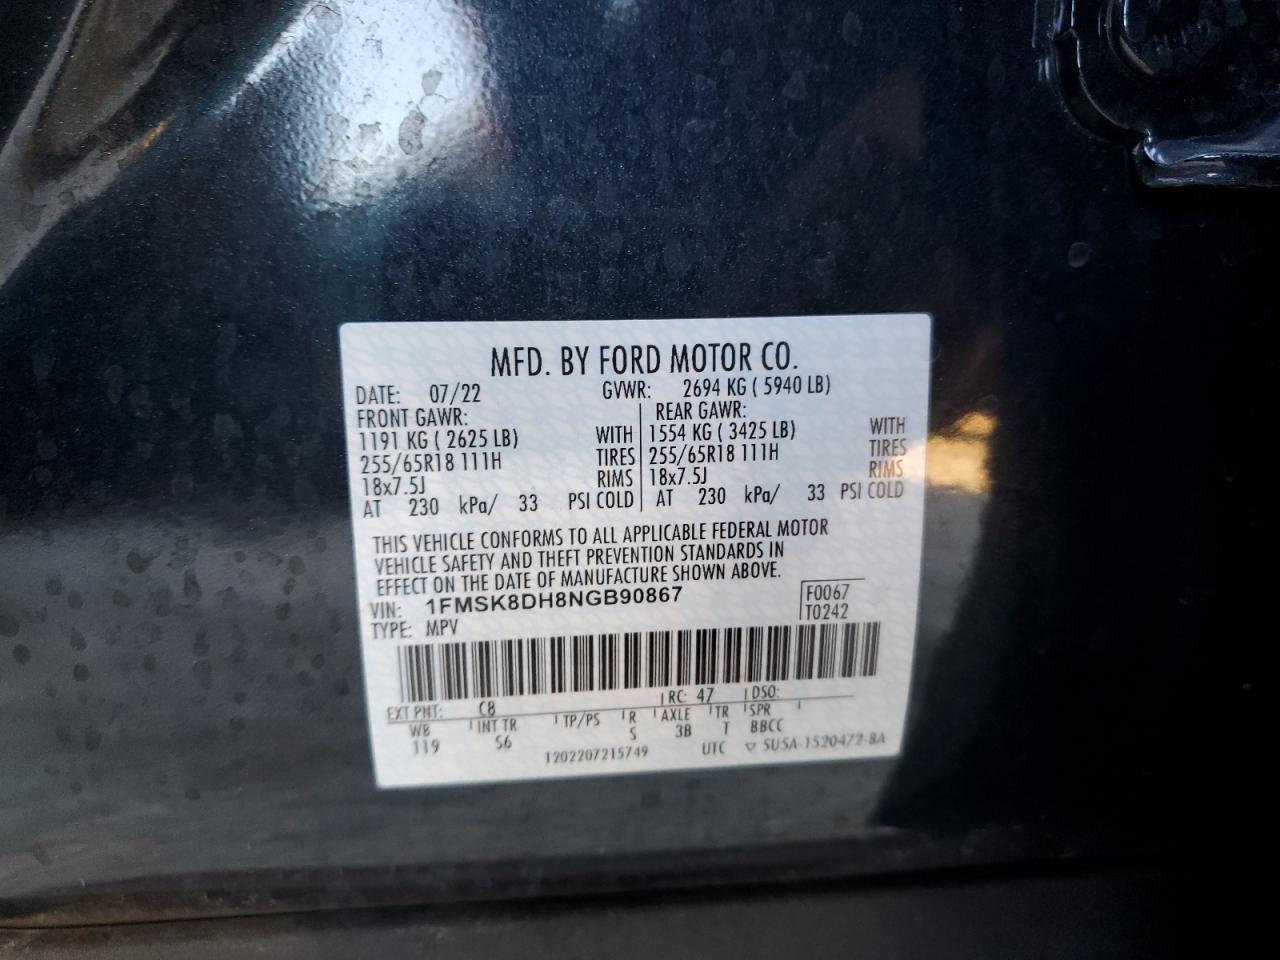 MFD. BY FORD MOTOR CO.
DATE: 07/22 GVWR: 2694 KG ( 5940 LB)
FRONT GAWR: REAR GAWR:
1191 KG ( 2625 LB) WITH 1554 KG ( 3425 LB) WITH
255/65R18 111H TIRES 255/65R18 111H TIRES
18x7.5J RIMS 18x7.5J RIMS
AT 230 kPa/ 33 PSI COLD AT 230 kPa/ 33 PSI COLD
THIS VEHICLE CONFORMS TO ALL APPLICABLE FEDERAL MOTOR
VEHICLE SAFETY AND THEFT PREVENTION STANDARDS IN
EFFECT ON THE DATE OF MANUFACTURE SHOWN ABOVE.
VIN: 1FMSK8DH8NGB90867 F0067
TYPE: MPV T0242
EXT PNT: C8 RC: 47 DSO:
WB INT TR TP/PS R AXLE TR SPR
119 S6 S 3B T BBCC
1202207215749 UTC ▽ 5U5A-1520472-BA